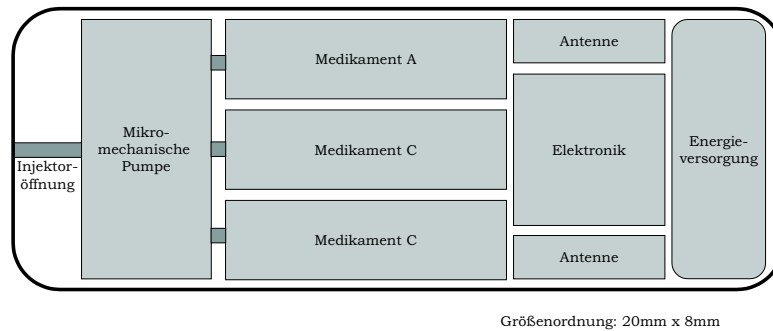 Injektor-
öffnung
Mikro-
mechanische
Pumpe
Medikament A
Medikament C
Medikament C
Antenne
Elektronik
Antenne
Energie-
versorgung
Größenordnung: 20mm x 8mm